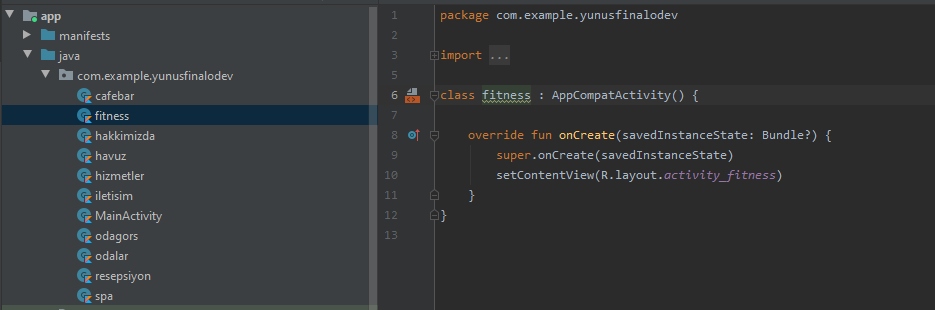 app
manifests
java
com.example.yunusfinalodev
cafebar
fitness
hakkimizda
havuz
hizmetler
iletisim
MainActivity
odagors
odalar
resepsiyon
spa
1 package com.example.yunusfinalodev
2
3 import ...
5
6 class fitness : AppCompatActivity() {
7
8 override fun onCreate(savedInstanceState: Bundle?) {
9 super.onCreate(savedInstanceState)
10 setContentView(R.layout.activity_fitness)
11 }
12 }
13